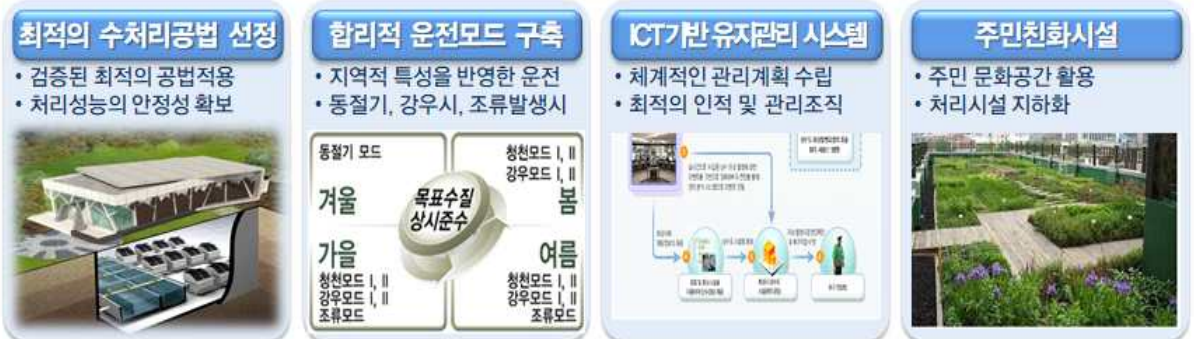 최적의 수처리공법 선정
• 검증된 최적의 공법적용
• 처리성능의 안정성 확보
합리적 운전모드 구축
• 지역적 특성을 반영한 운전
• 동절기, 강우시, 조류발생시
동절기 모드
겨울
청천모드 I, II
강우모드 I, II
봄
목표수질
상시준수
가을
청천모드 I, II
강우모드 I, II
조류모드
여름
청천모드 I, II
강우모드 I, II
조류모드
ICT기반 유지관리 시스템
• 체계적인 관리계획 수립
• 최적의 인적 및 관리조직
주민친화시설
• 주민 문화공간 활용
• 처리시설 지하화